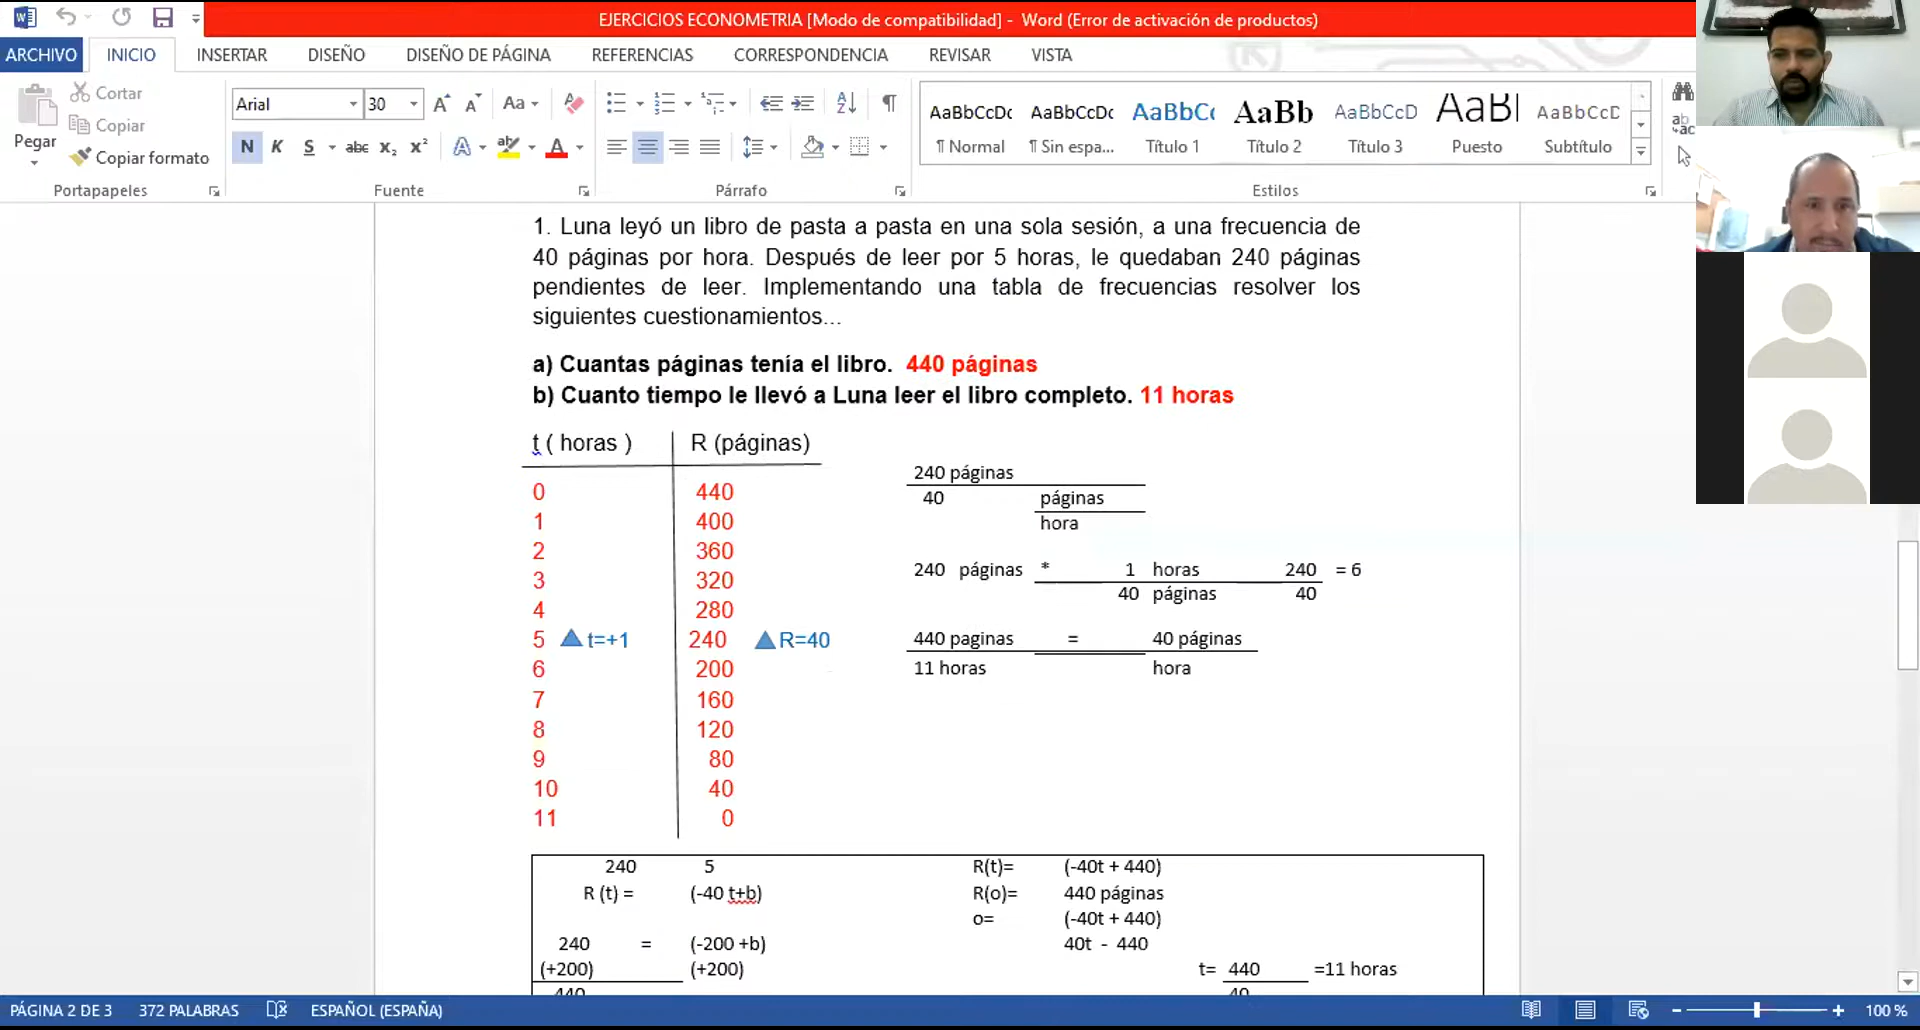 EJERCICIOS ECONOMETRIA [Modo de compatibilidad] - Word (Error de activación de productos)
ARCHIVO INICIO INSERTAR DISEÑO DISEÑO DE PÁGINA REFERENCIAS CORRESPONDENCIA REVISAR VISTA
Pegar
Cortar
Copiar
Copiar formato
Portapapeles
Arial 30 A A Aa
N K S abc x₂ x² A aby A
Fuente
Párrafo
AaBbCcDc AaBbCcDc AaBbCc AaBb AaBbCcD AaBl AaBbCcD
¶ Normal ¶ Sin espa... Título 1 Título 2 Título 3 Puesto Subtítulo
Estilos
1. Luna leyó un libro de pasta a pasta en una sola sesión, a una frecuencia de
40 páginas por hora. Después de leer por 5 horas, le quedaban 240 páginas
pendientes de leer. Implementando una tabla de frecuencias resolver los
siguientes cuestionamientos...
a) Cuantas páginas tenía el libro. 440 páginas
b) Cuanto tiempo le llevó a Luna leer el libro completo. 11 horas
t ( horas ) R (páginas)
0 440
1 400
2 360
3 320
4 280
5 ▲ t=+1 240 ▲ R=40
6 200
7 160
8 120
9 80
10 40
11 0
240 páginas
40 páginas
hora
240 páginas * 1 horas 240 = 6
40 páginas 40
440 paginas = 40 páginas
11 horas hora
240 5
R (t) = (-40 t+b)
240 = (-200 +b)
(+200) (+200)
440
R(t)= (-40t + 440)
R(o)= 440 páginas
o= (-40t + 440)
40t - 440
t= 440 =11 horas
40
PÁGINA 2 DE 3 372 PALABRAS ESPAÑOL (ESPAÑA) 100 %